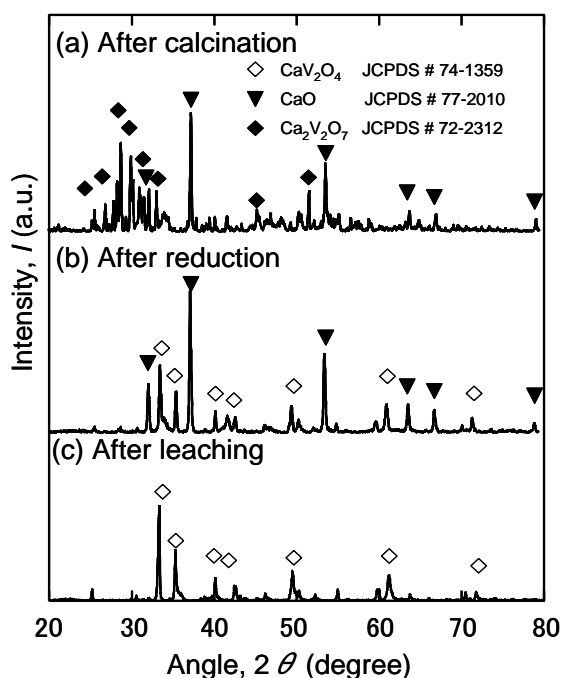 (a) After calcination
◇ CaV₂O₄ JCPDS # 74-1359
▼ CaO JCPDS # 77-2010
◆ Ca₂V₂O₇ JCPDS # 72-2312
(b) After reduction
(c) After leaching
Intensity, I (a.u.)
20 30 40 50 60 70 80
Angle, 2 θ (degree)